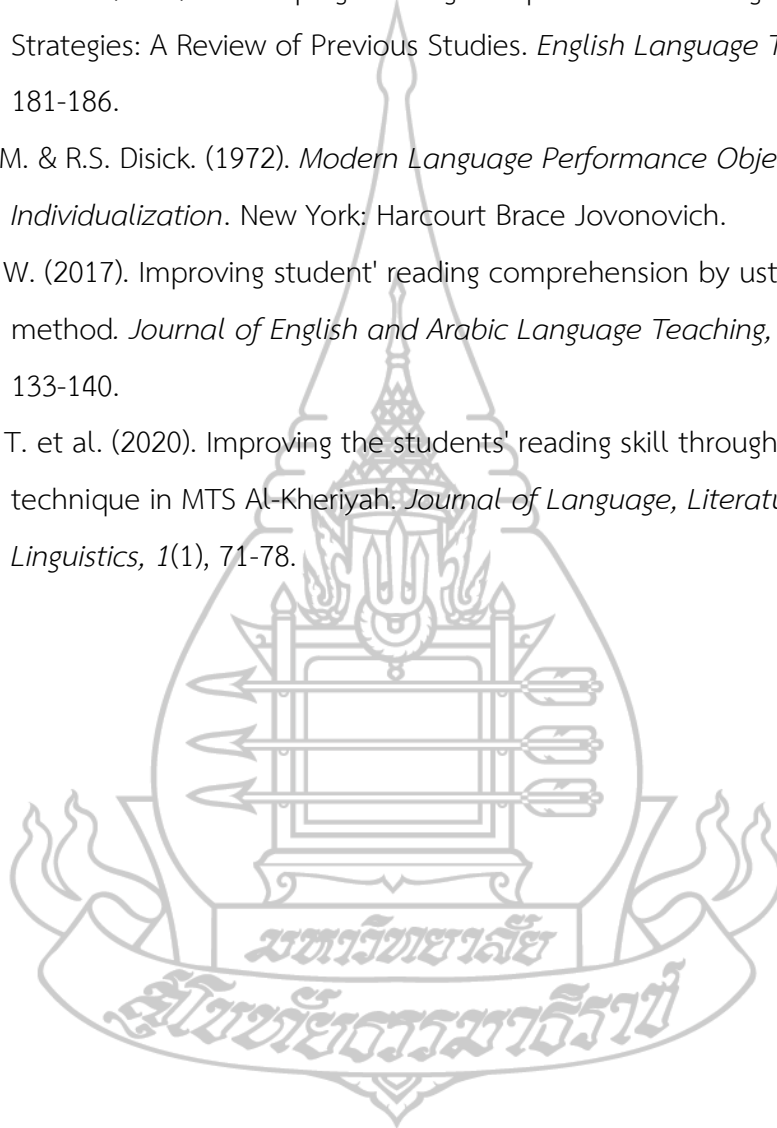 Strategies: A Review of Previous Studies. English Language T
181-186.
M. & R.S. Disick. (1972). Modern Language Performance Obje
Individualization. New York: Harcourt Brace Jovonovich.
W. (2017). Improving student' reading comprehension by ust
method. Journal of English and Arabic Language Teaching,
133-140.
T. et al. (2020). Improving the students' reading skill through
technique in MTS Al-Kheriyah. Journal of Language, Literatu
Linguistics, 1(1), 71-78.
มหาวิทยาลัย
สุโขทัยธรรมาธิราช